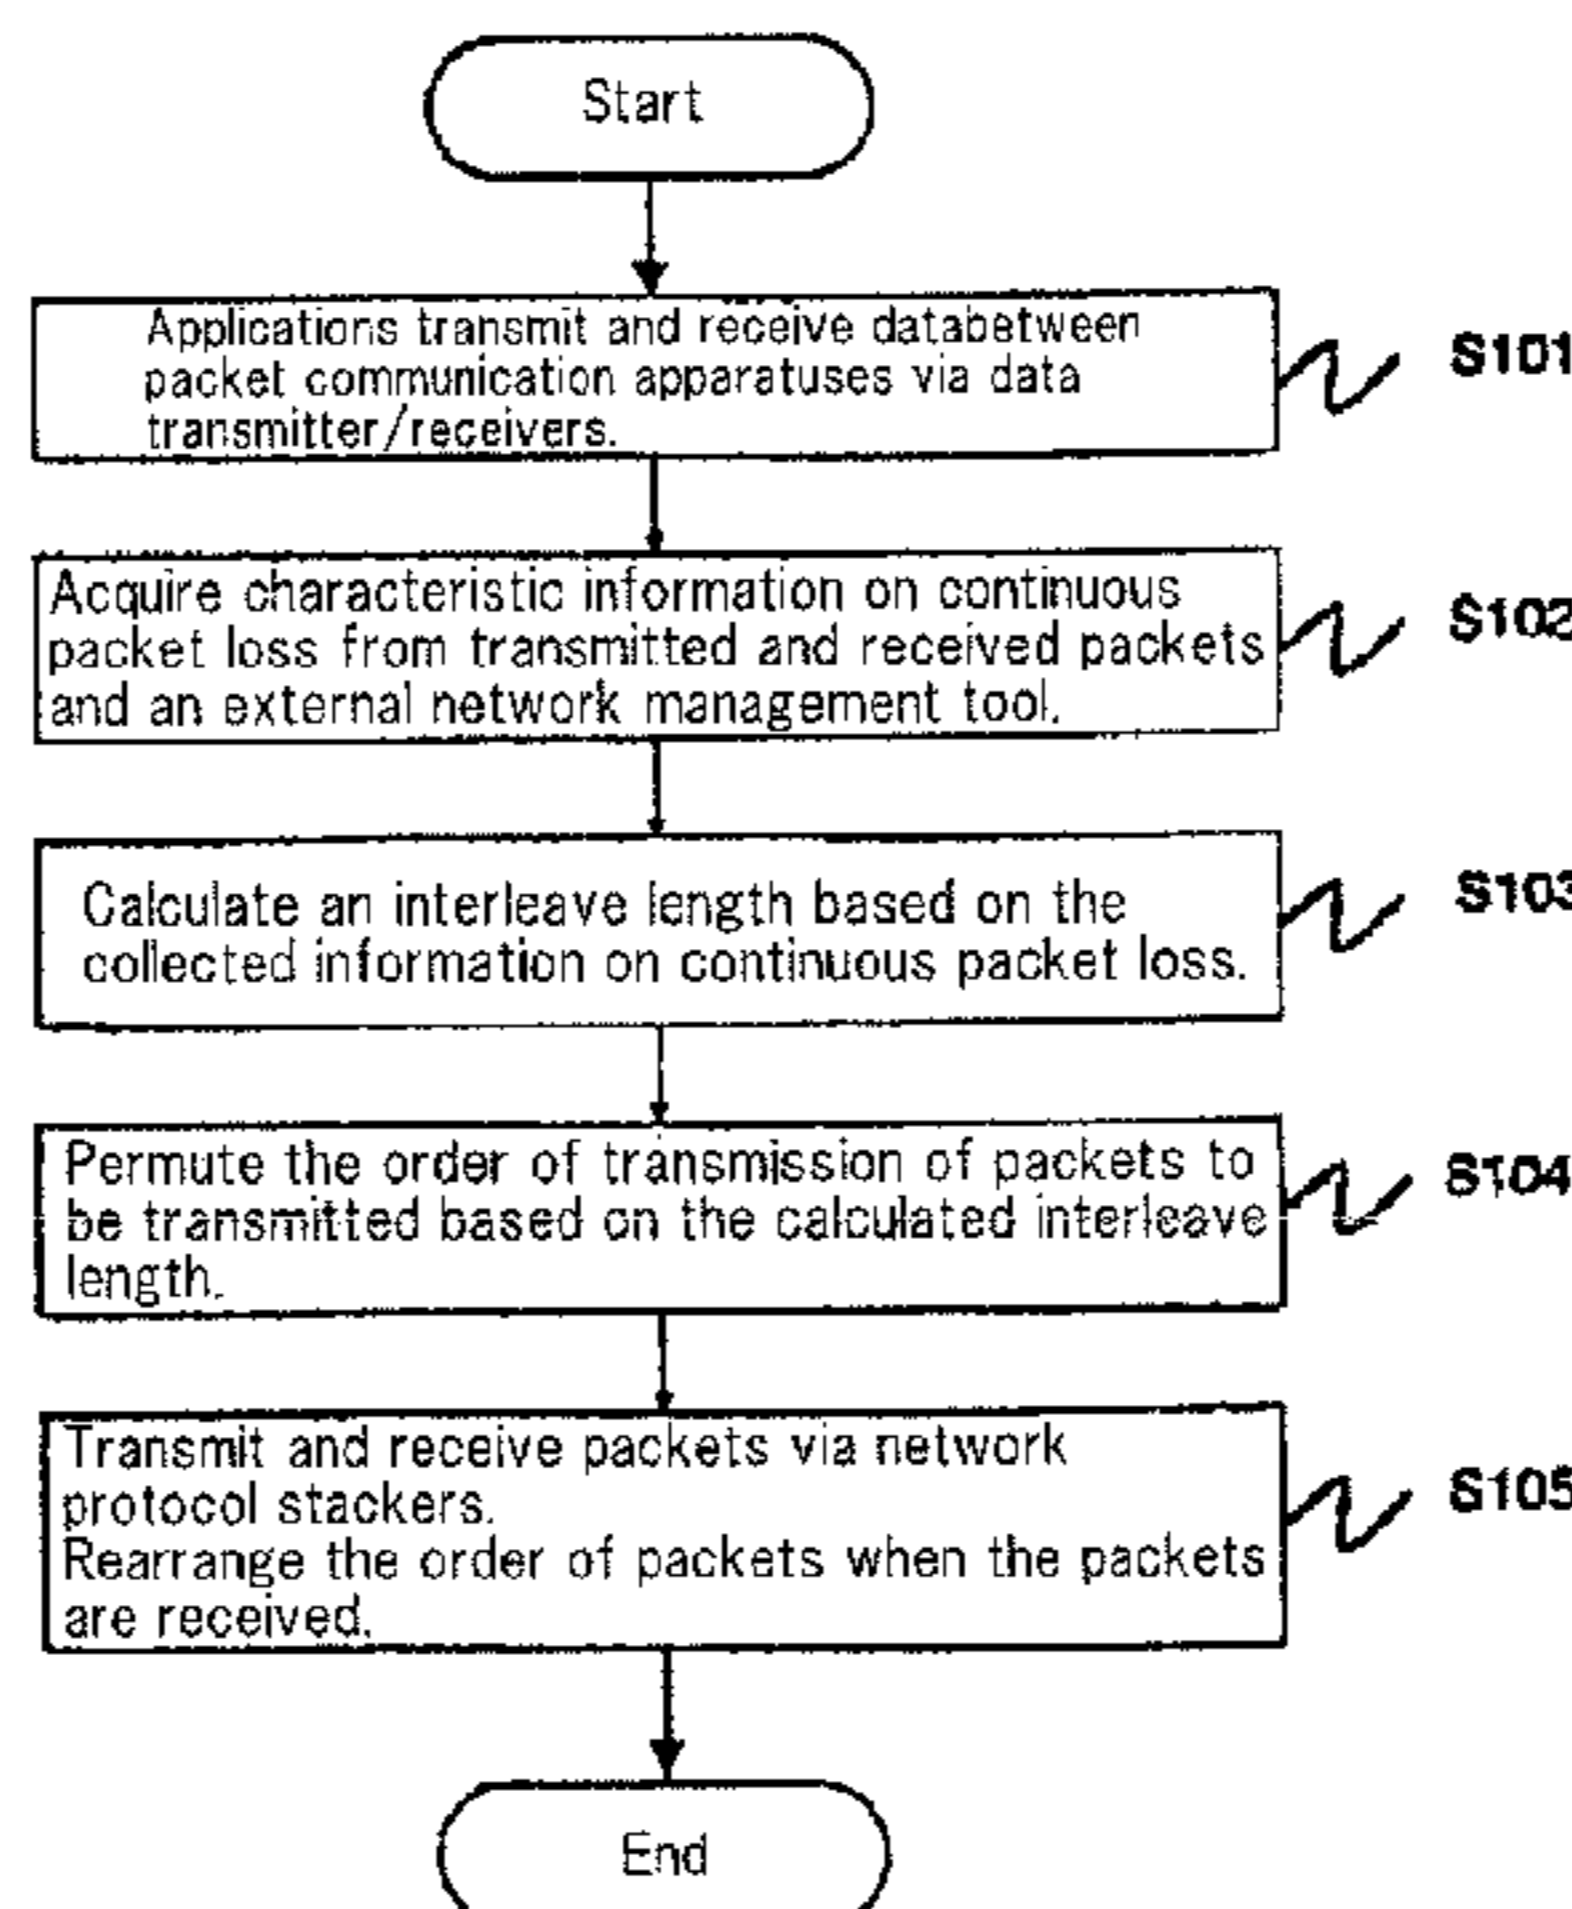 Start
Applications transmit and receive databetween
packet communication apparatuses via data
transmitter/receivers.
S101
Acquire characteristic information on continuous
packet loss from transmitted and received packets
and an external network management tool.
S102
Calculate an interleave length based on the
collected information on continuous packet loss.
S103
Permute the order of transmission of packets to
be transmitted based on the calculated interleave
length.
S104
Transmit and receive packets via network
protocol stackers.
Rearrange the order of packets when the packets
are received.
S105
End